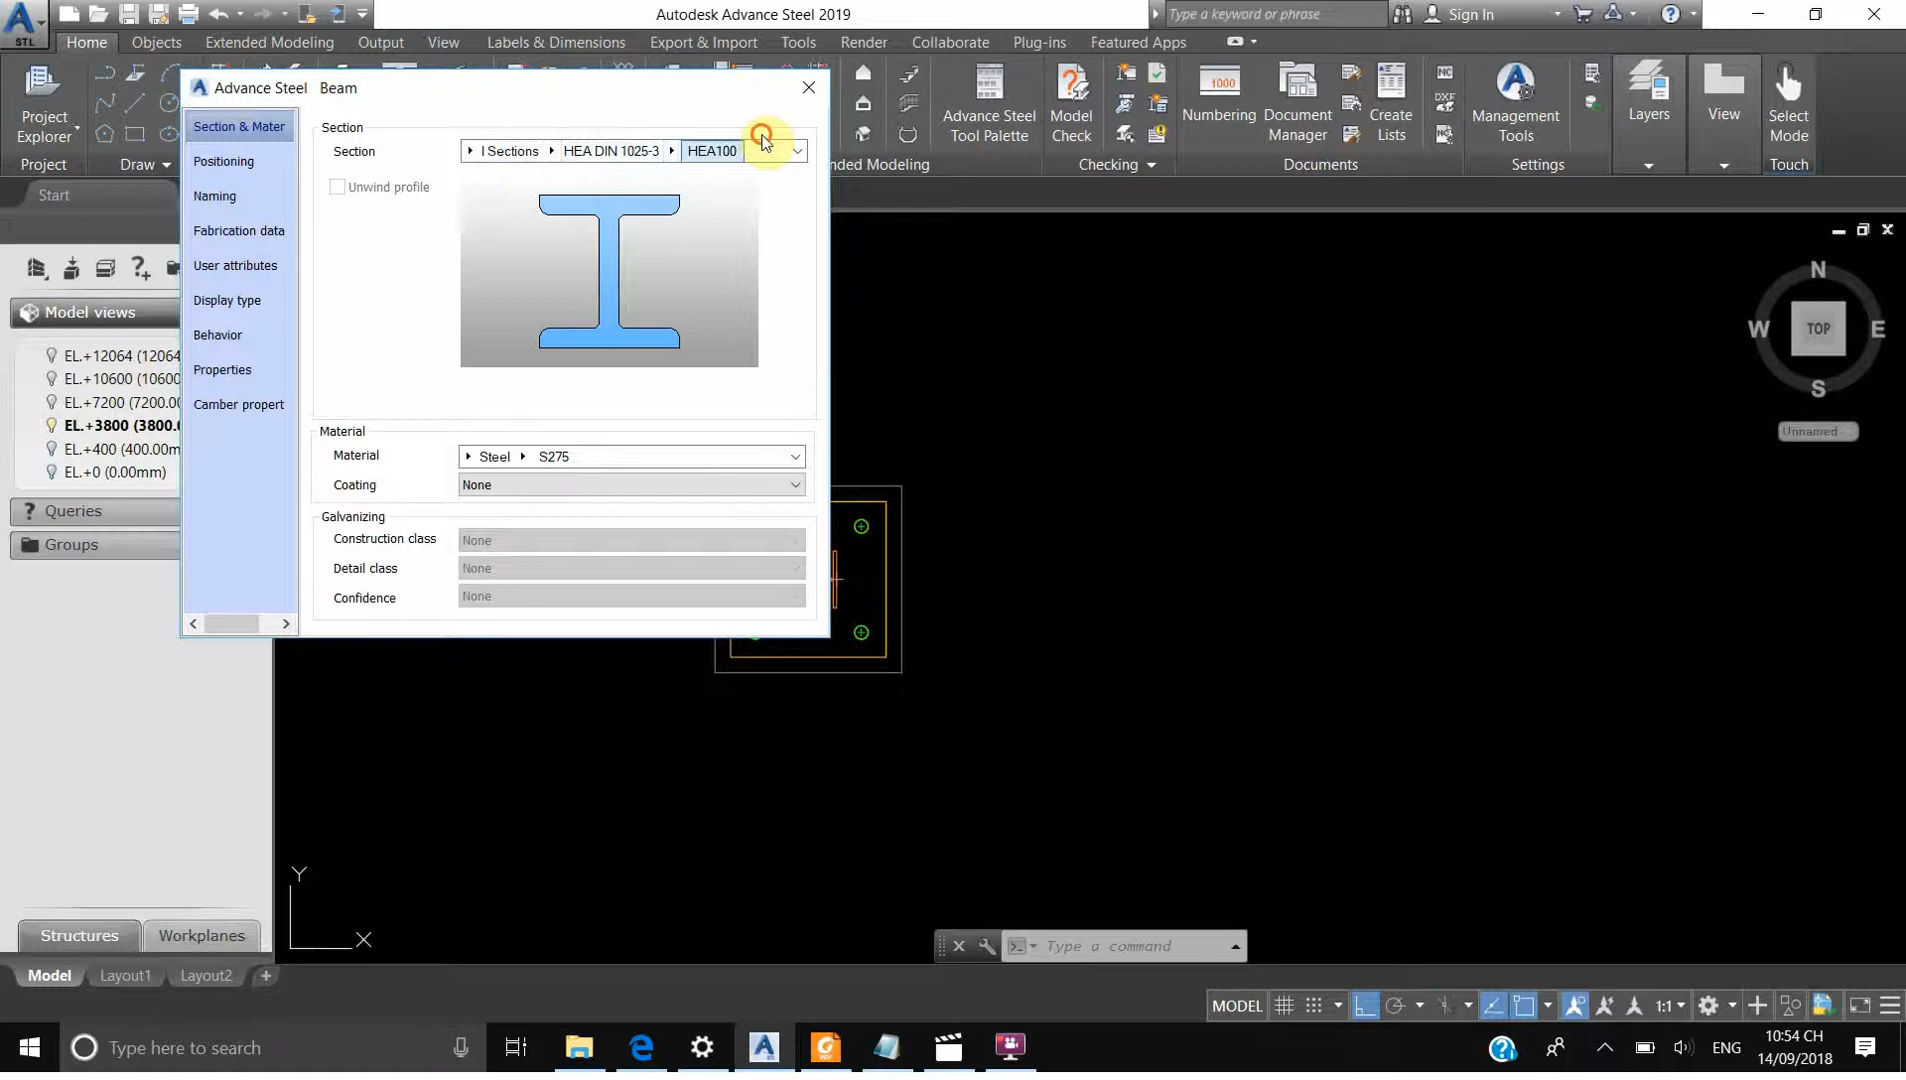 STL
Autodesk Advance Steel 2019
Type a keyword or phrase
Sign In
Home
Objects
Extended Modeling
Output
View
Labels & Dimensions
Export & Import
Tools
Render
Collaborate
Plug-ins
Featured Apps
Project
Explorer
Project
Draw
Advance Steel
Tool Palette
Model
Check
Checking
1000
Numbering
Document
Manager
Create
Lists
Documents
NC
DXF
Management
Tools
Settings
Layers
View
Select
Mode
Touch
nded Modeling
Start
Advance Steel Beam
Section & Mater
Positioning
Naming
Fabrication data
User attributes
Display type
Behavior
Properties
Camber propert
Section
Section
I Sections
HEA DIN 1025-3
HEA100
Unwind profile
Material
Material
Steel
S275
Coating
None
Galvanizing
Construction class
None
Detail class
None
Confidence
None
Model views
EL.+12064 (12064
EL.+10600 (10600
EL.+7200 (7200.0
EL.+3800 (3800.0
EL.+400 (400.00m
EL.+0 (0.00mm)
Queries
Groups
Structures
Workplanes
N
W
TOP
E
S
Unnamed
Y
X
Type a command
Model
Layout1
Layout2
MODEL
1:1
Type here to search
ENG
10:54 CH
14/09/2018